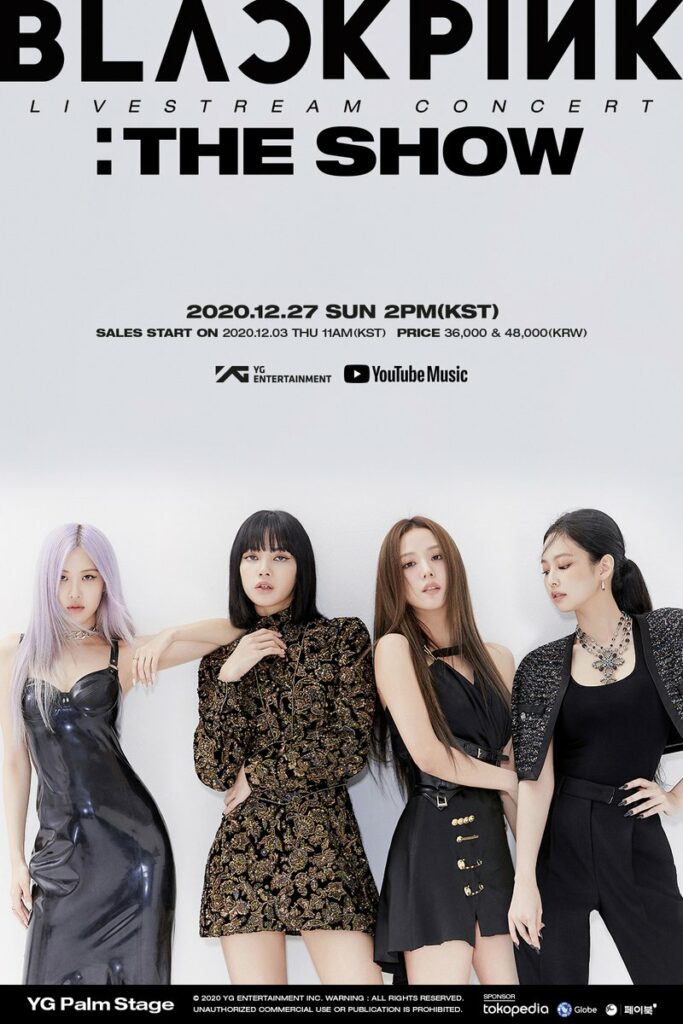 BLACKPINK
LIVESTREAM CONCERT
:THE SHOW
2020.12.27 SUN 2PM(KST)
SALES START ON 2020.12.03 THU 11AM(KST) PRICE 36,000 & 48,000(KRW)
YG
ENTERTAINMENT
YouTube Music
YG Palm Stage
© 2020 YG ENTERTAINMENT INC. WARNING : ALL RIGHTS RESERVED.
UNAUTHORIZED COMMERCIAL USE OR PUBLICATION IS PROHIBITED.
SPONSOR
tokopedia Globe 페이북